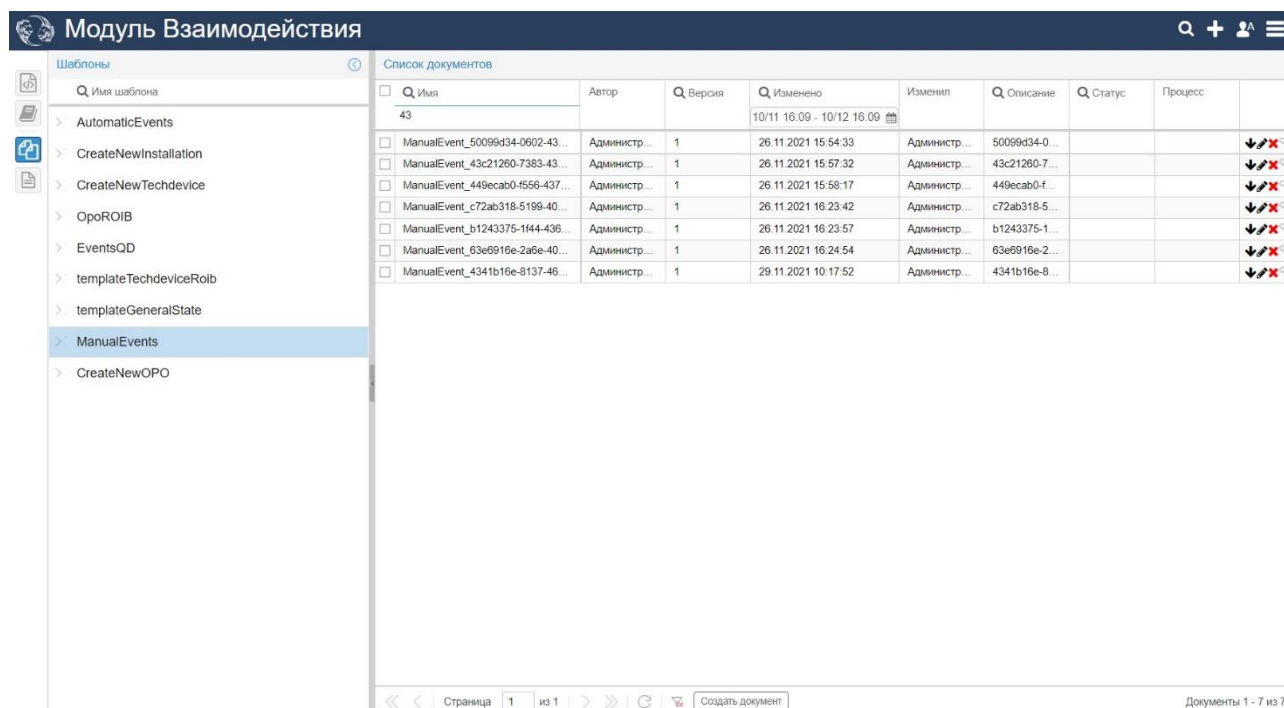 Модуль Взаимодействия
Шаблоны
Имя шаблона
AutomaticEvents
CreateNewInstallation
CreateNewTechdevice
OpoROIB
EventsQD
templateTechdeviceRoib
templateGeneralState
ManualEvents
CreateNewOPO
Список документов
Имя Автор Версия Изменено Изменил Описание Статус Процесс
43 10/11 16:09 - 10/12 16:09
ManualEvent_50099d34-0602-43... Администр... 1 26.11.2021 15:54:33 Администр... 50099d34-0...
ManualEvent_43c21260-7383-43... Администр... 1 26.11.2021 15:57:32 Администр... 43c21260-7...
ManualEvent_449ecab0-f556-437... Администр... 1 26.11.2021 15:58:17 Администр... 449ecab0-f...
ManualEvent_c72ab318-5199-40... Администр... 1 26.11.2021 16:23:42 Администр... c72ab318-5...
ManualEvent_b1243375-1f44-436... Администр... 1 26.11.2021 16:23:57 Администр... b1243375-1...
ManualEvent_63e6916e-2a6e-40... Администр... 1 26.11.2021 16:24:54 Администр... 63e6916e-2...
ManualEvent_4341b16e-8137-46... Администр... 1 29.11.2021 10:17:52 Администр... 4341b16e-8...
Страница 1 из 1 Создать документ Документы 1 - 7 из 7